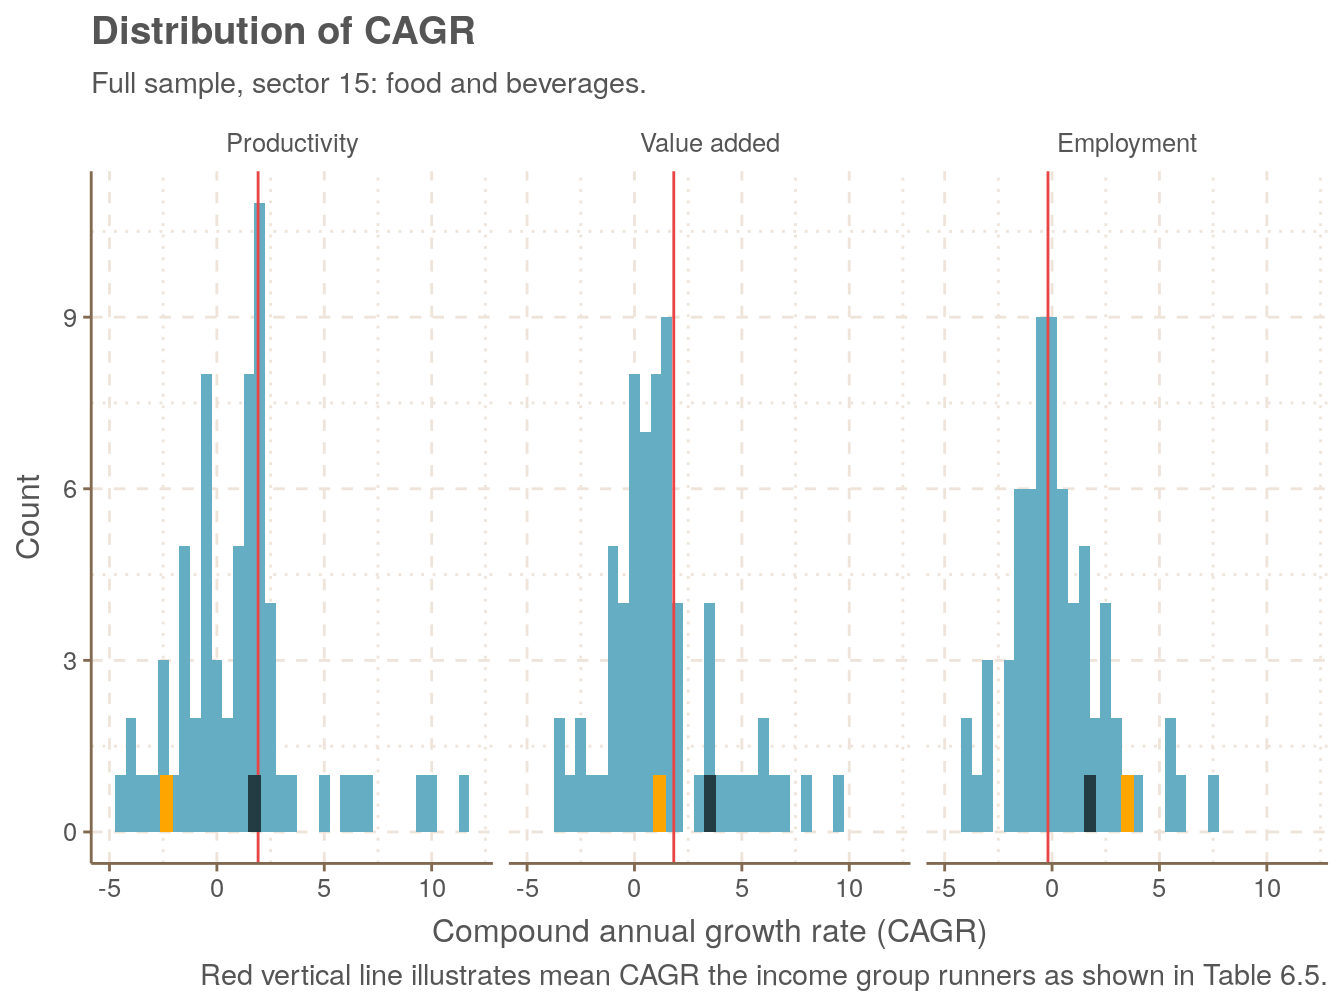 Distribution of CAGR
Full sample, sector 15: food and beverages.
Productivity Value added Employment
9
6
3
0
Count
-5 0 5 10 -5 0 5 10 -5 0 5 10
Compound annual growth rate (CAGR)
Red vertical line illustrates mean CAGR the income group runners as shown in Table 6.5.